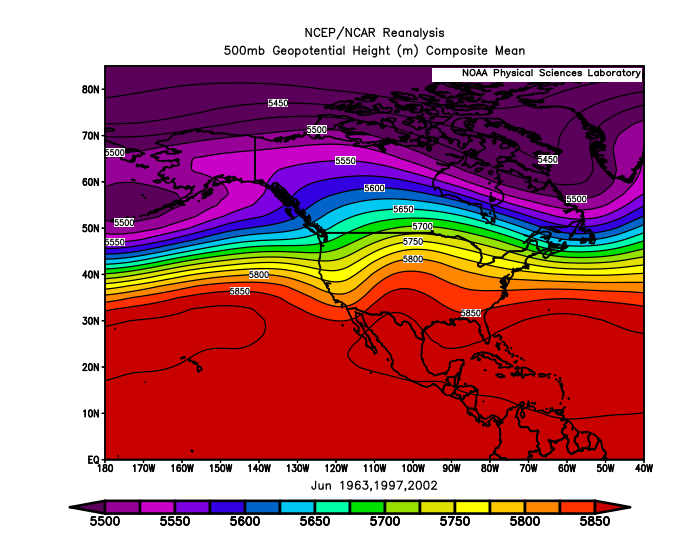 NCEP/NCAR Reanalysis
500mb Geopotential Height (m) Composite Mean
NOAA Physical Sciences Laboratory
80N
5450
70N
5500
5500
5550
5450
60N
5600
5500
5650
5500
50N
5700
5550
5750
5800
40N
5800
5850
5850
30N
20N
10N
EQ
180 170W 160W 150W 140W 130W 120W 110W 100W 90W 80W 70W 60W 50W 40W
Jun 1963,1997,2002
5500 5550 5600 5650 5700 5750 5800 5850